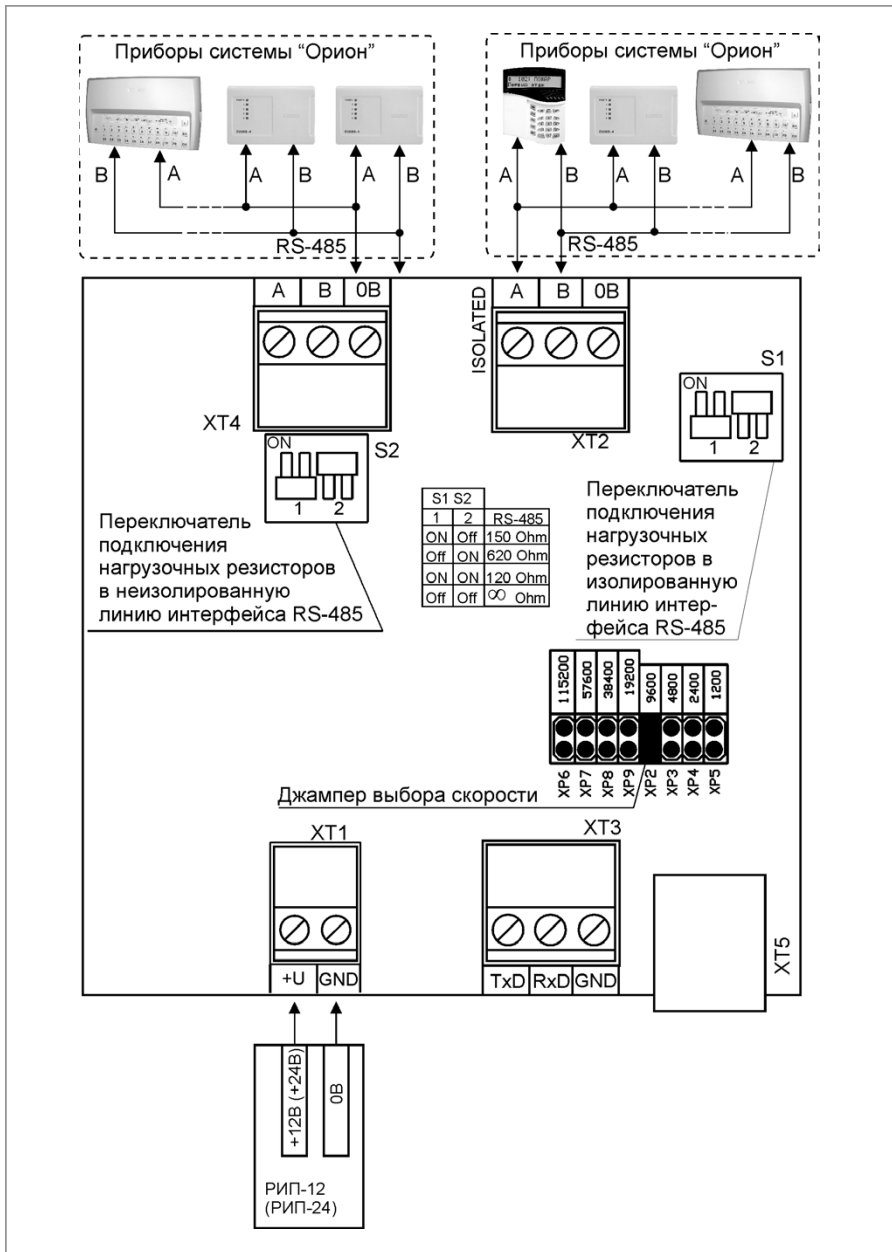 Приборы системы “Орион”
Приборы системы “Орион”
B A A B A B
A B A B A B
RS-485
RS-485
A B 0B
ISOLATED
A B 0B
XT4
XT2
S1
ON
1 2
ON
1 2
S2
Переключатель
подключения
нагрузочных резисторов
в неизолированную
линию интерфейса RS-485
S1 S2
1 2 RS-485
ON Off 150 Ohm
Off ON 620 Ohm
ON ON 120 Ohm
Off Off ∞ Ohm
Переключатель
подключения
нагрузочных
резисторов в
изолированную
линию интер-
фейса RS-485
115200 57600 38400 19200 9600 4800 2400 1200
XP6 XP7 XP8 XP9 XP2 XP3 XP4 XP5
Джампер выбора скорости
XT1
XT3
+U GND
TxD RxD GND
XT5
+12В (+24В)
0В
РИП-12
(РИП-24)